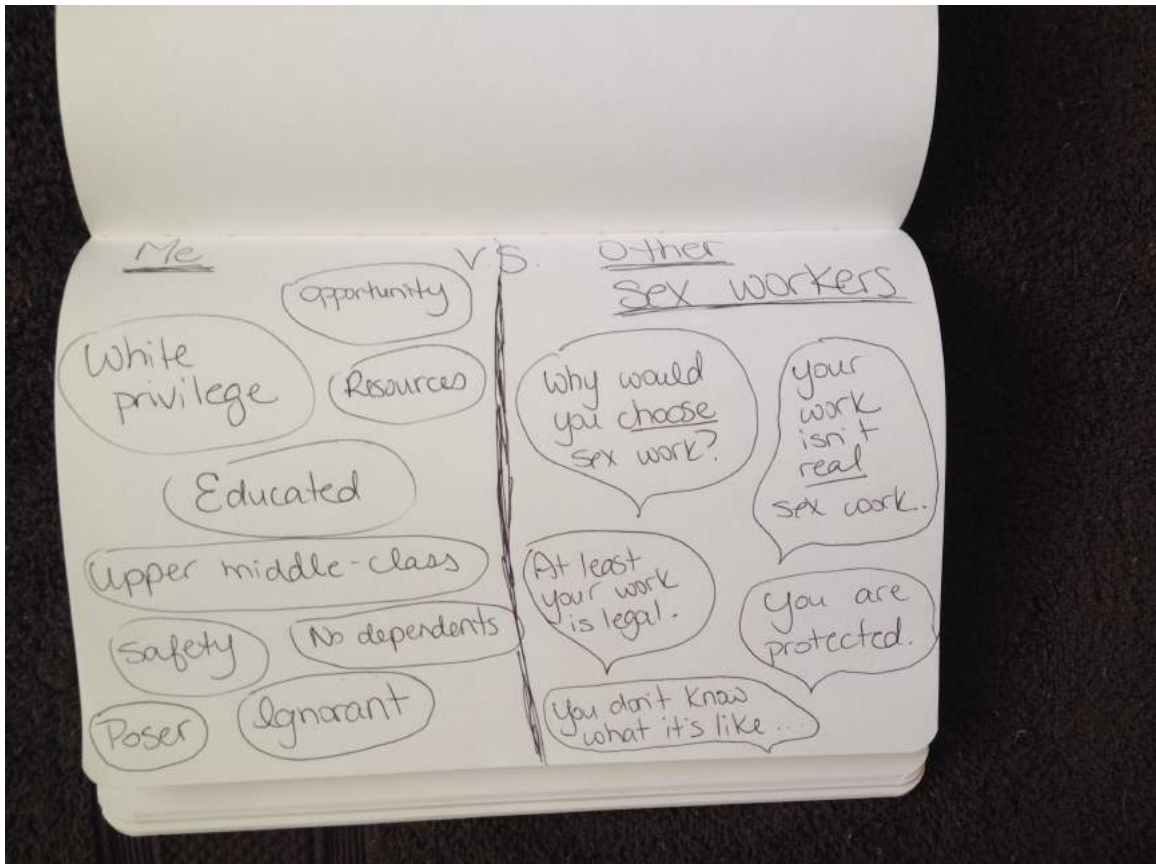 Me
Opportunity
White
privilege
Resources
Educated
upper middle-class
Safety
No dependents
Poser
Ignorant
v.s.
Other
sex workers
Why would
you choose
sex work?
your
work
isn't
real
sex work.
At least
your work
is legal.
you are
protected.
You don't know
what it's like...